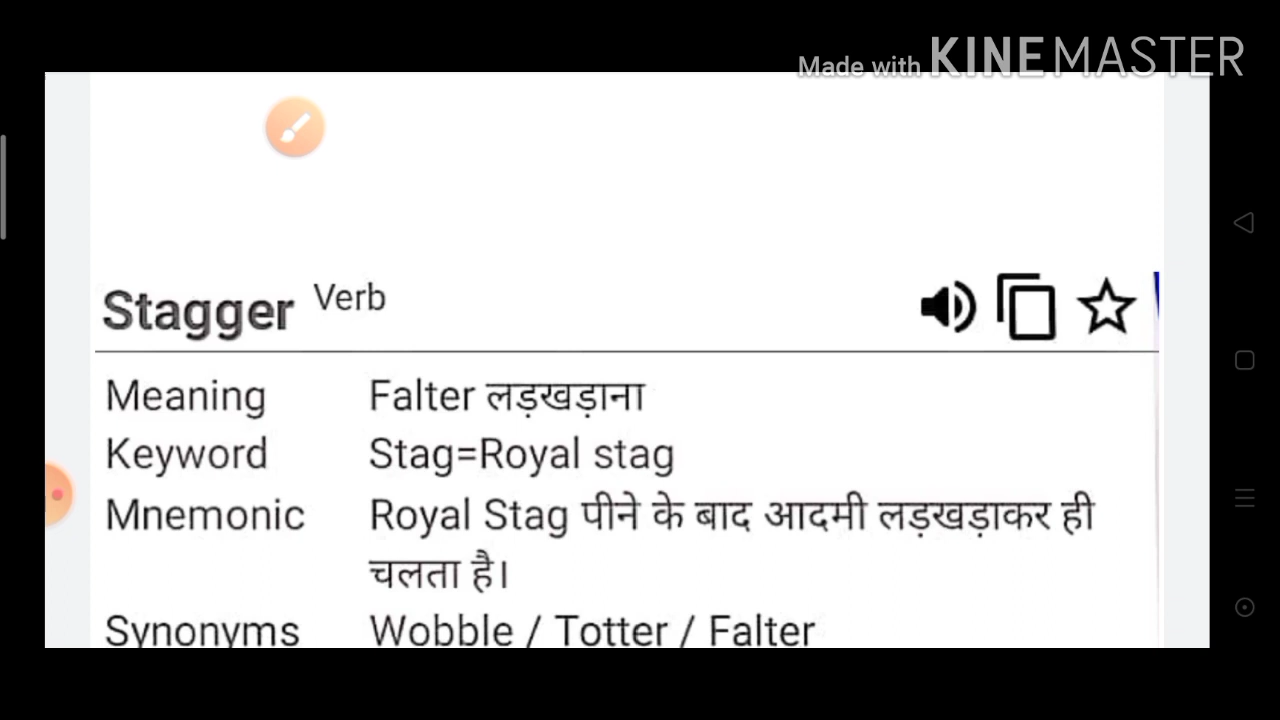 Made with KINEMASTER
Stagger Verb
Meaning Falter लड़खड़ाना
Keyword Stag=Royal stag
Mnemonic Royal Stag पीने के बाद आदमी लड़खड़ाकर ही
चलता है।
Synonyms Wobble / Totter / Falter